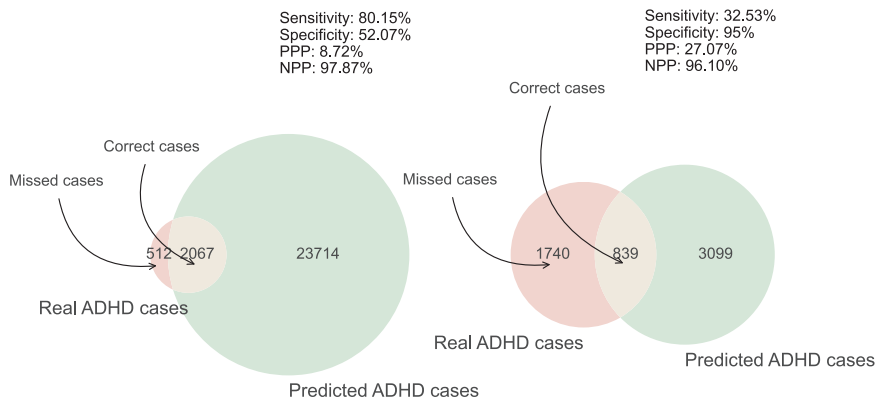 Sensitivity: 80.15%
Specificity: 52.07%
PPP: 8.72%
NPP: 97.87%
Correct cases
Missed cases
512 2067 23714
Real ADHD cases
Predicted ADHD cases
Sensitivity: 32.53%
Specificity: 95%
PPP: 27.07%
NPP: 96.10%
Correct cases
Missed cases
1740 839 3099
Real ADHD cases
Predicted ADHD cases